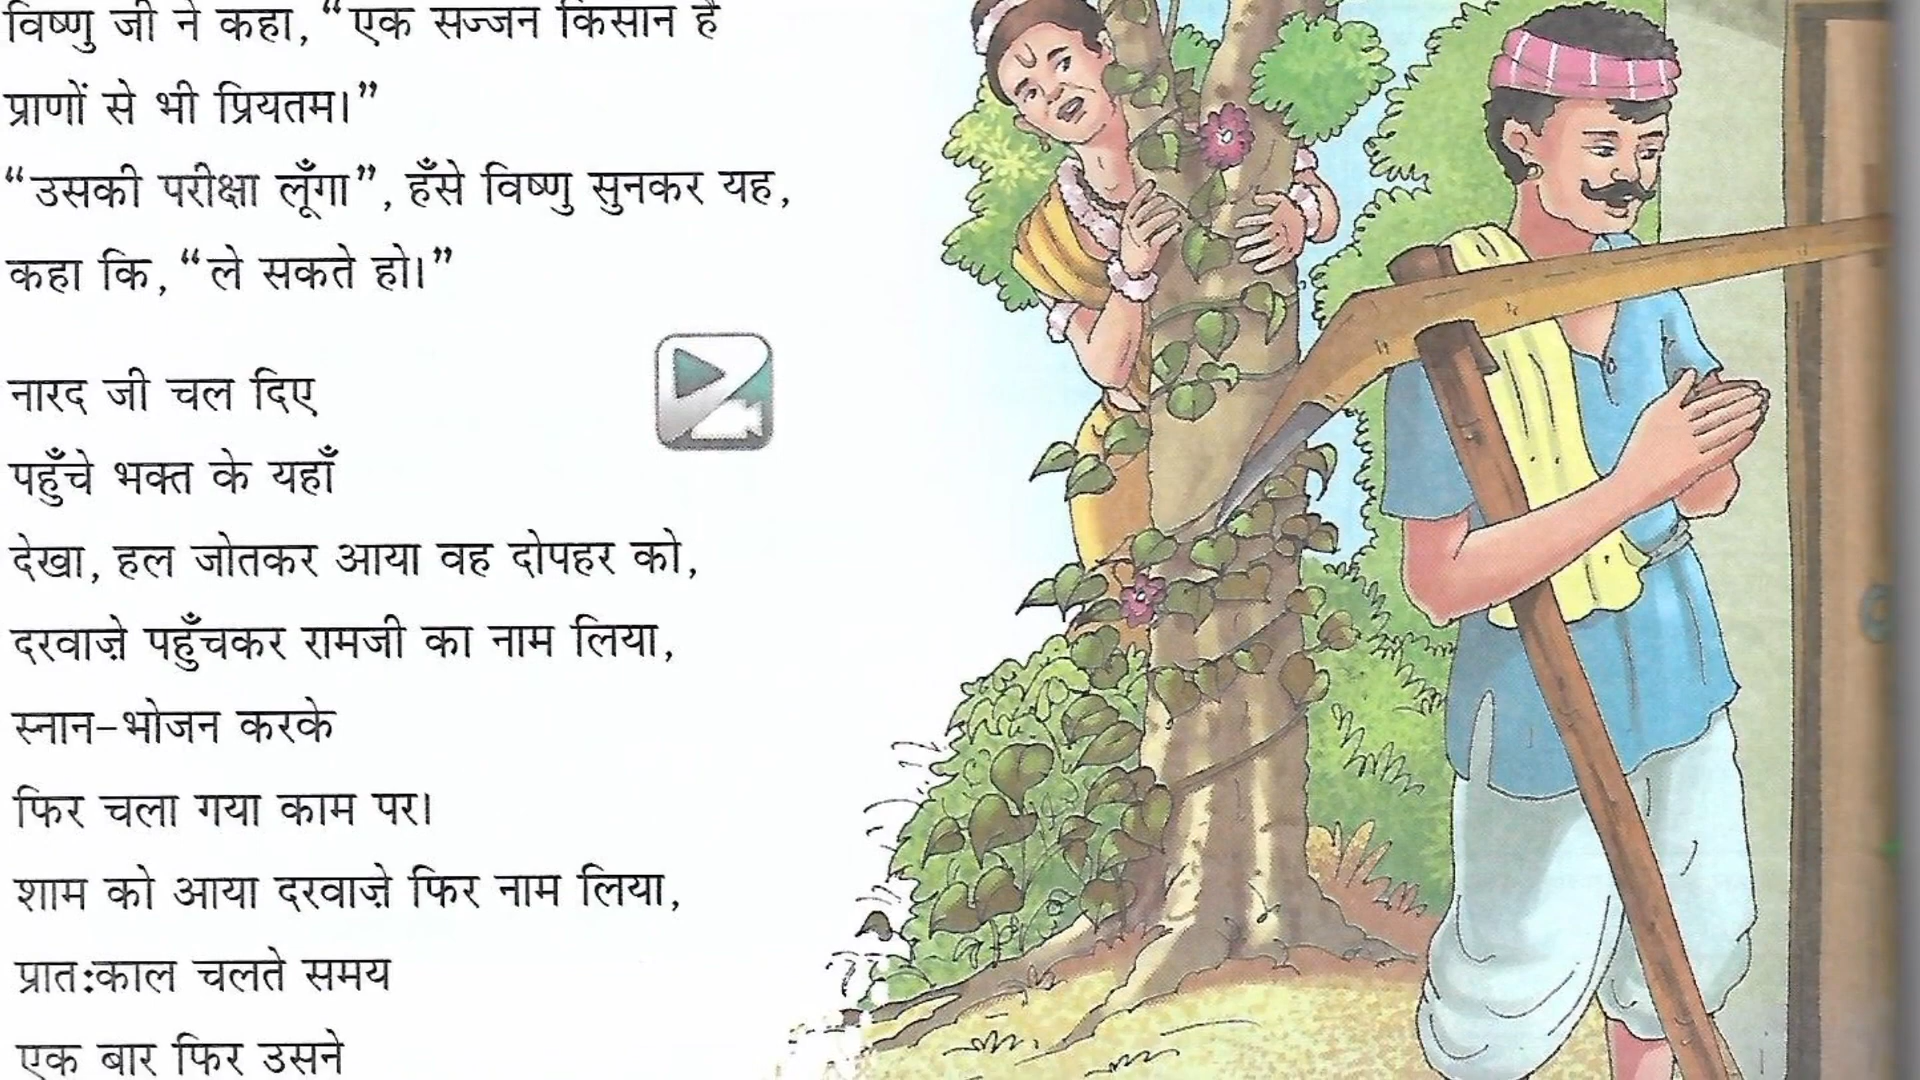 विष्णु जी ने कहा, “एक सज्जन किसान है
प्राणों से भी प्रियतम।”
“उसकी परीक्षा लूँगा”, हँसे विष्णु सुनकर यह,
कहा कि, “ले सकते हो।”
नारद जी चल दिए
पहुँचे भक्त के यहाँ
देखा, हल जोतकर आया वह दोपहर को,
दरवाज़े पहुँचकर रामजी का नाम लिया,
स्नान-भोजन करके
फिर चला गया काम पर।
शाम को आया दरवाज़े फिर नाम लिया,
प्रातःकाल चलते समय
एक बार फिर उसने